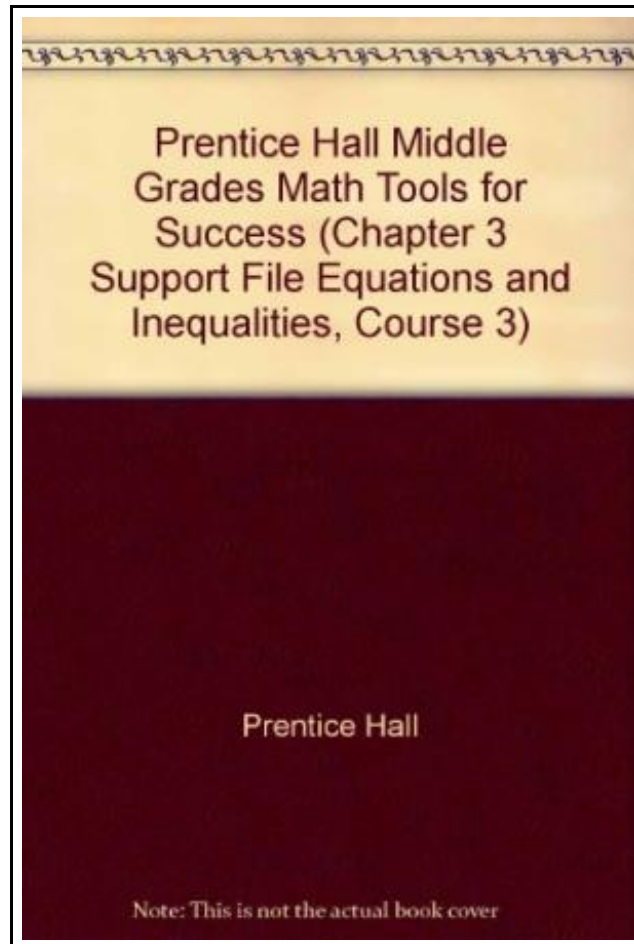 Prentice Hall Middle
Grades Math Tools for
Success (Chapter 3
Support File Equations and
Inequalities, Course 3)
Prentice Hall
Note: This is not the actual book cover